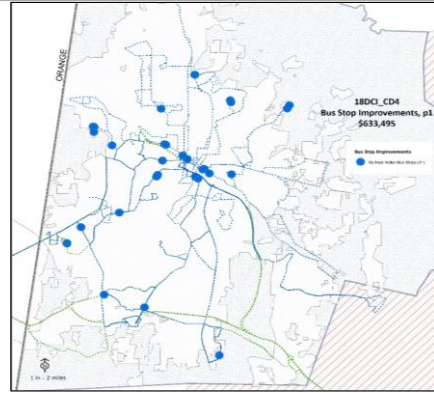 ORANGE
18DCI_CD4
Bus Stop Improvements, p1
$633,495
Bus Stop Improvements
1 in - 2 miles